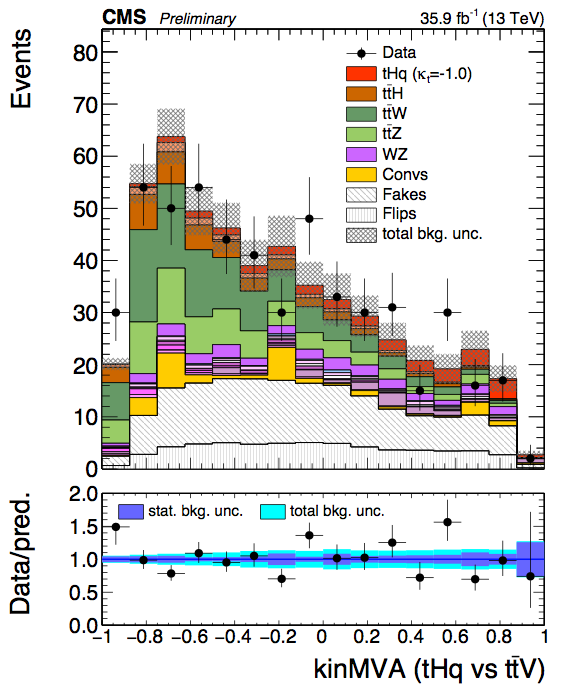 CMS Preliminary 35.9 fb⁻¹ (13 TeV)
Events
80
70
60
50
40
30
20
10
0
Data
tHq (κt=-1.0)
tt̄H
tt̄W
tt̄Z
WZ
Convs
Fakes
Flips
total bkg. unc.
Data/pred.
2.0
1.5
1.0
0.5
0.0
stat. bkg. unc. total bkg. unc.
−1 −0.8 −0.6 −0.4 −0.2 0 0.2 0.4 0.6 0.8 1
kinMVA (tHq vs tt̄V)